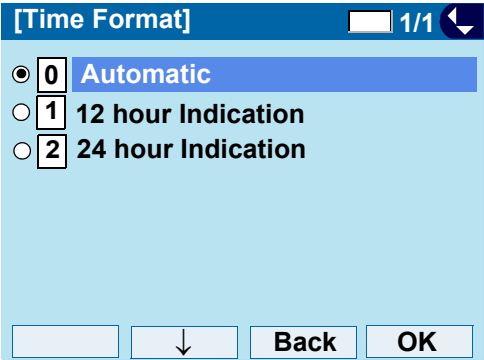 [Time Format] 1/1
0 Automatic
1 12 hour Indication
2 24 hour Indication
↓ Back OK